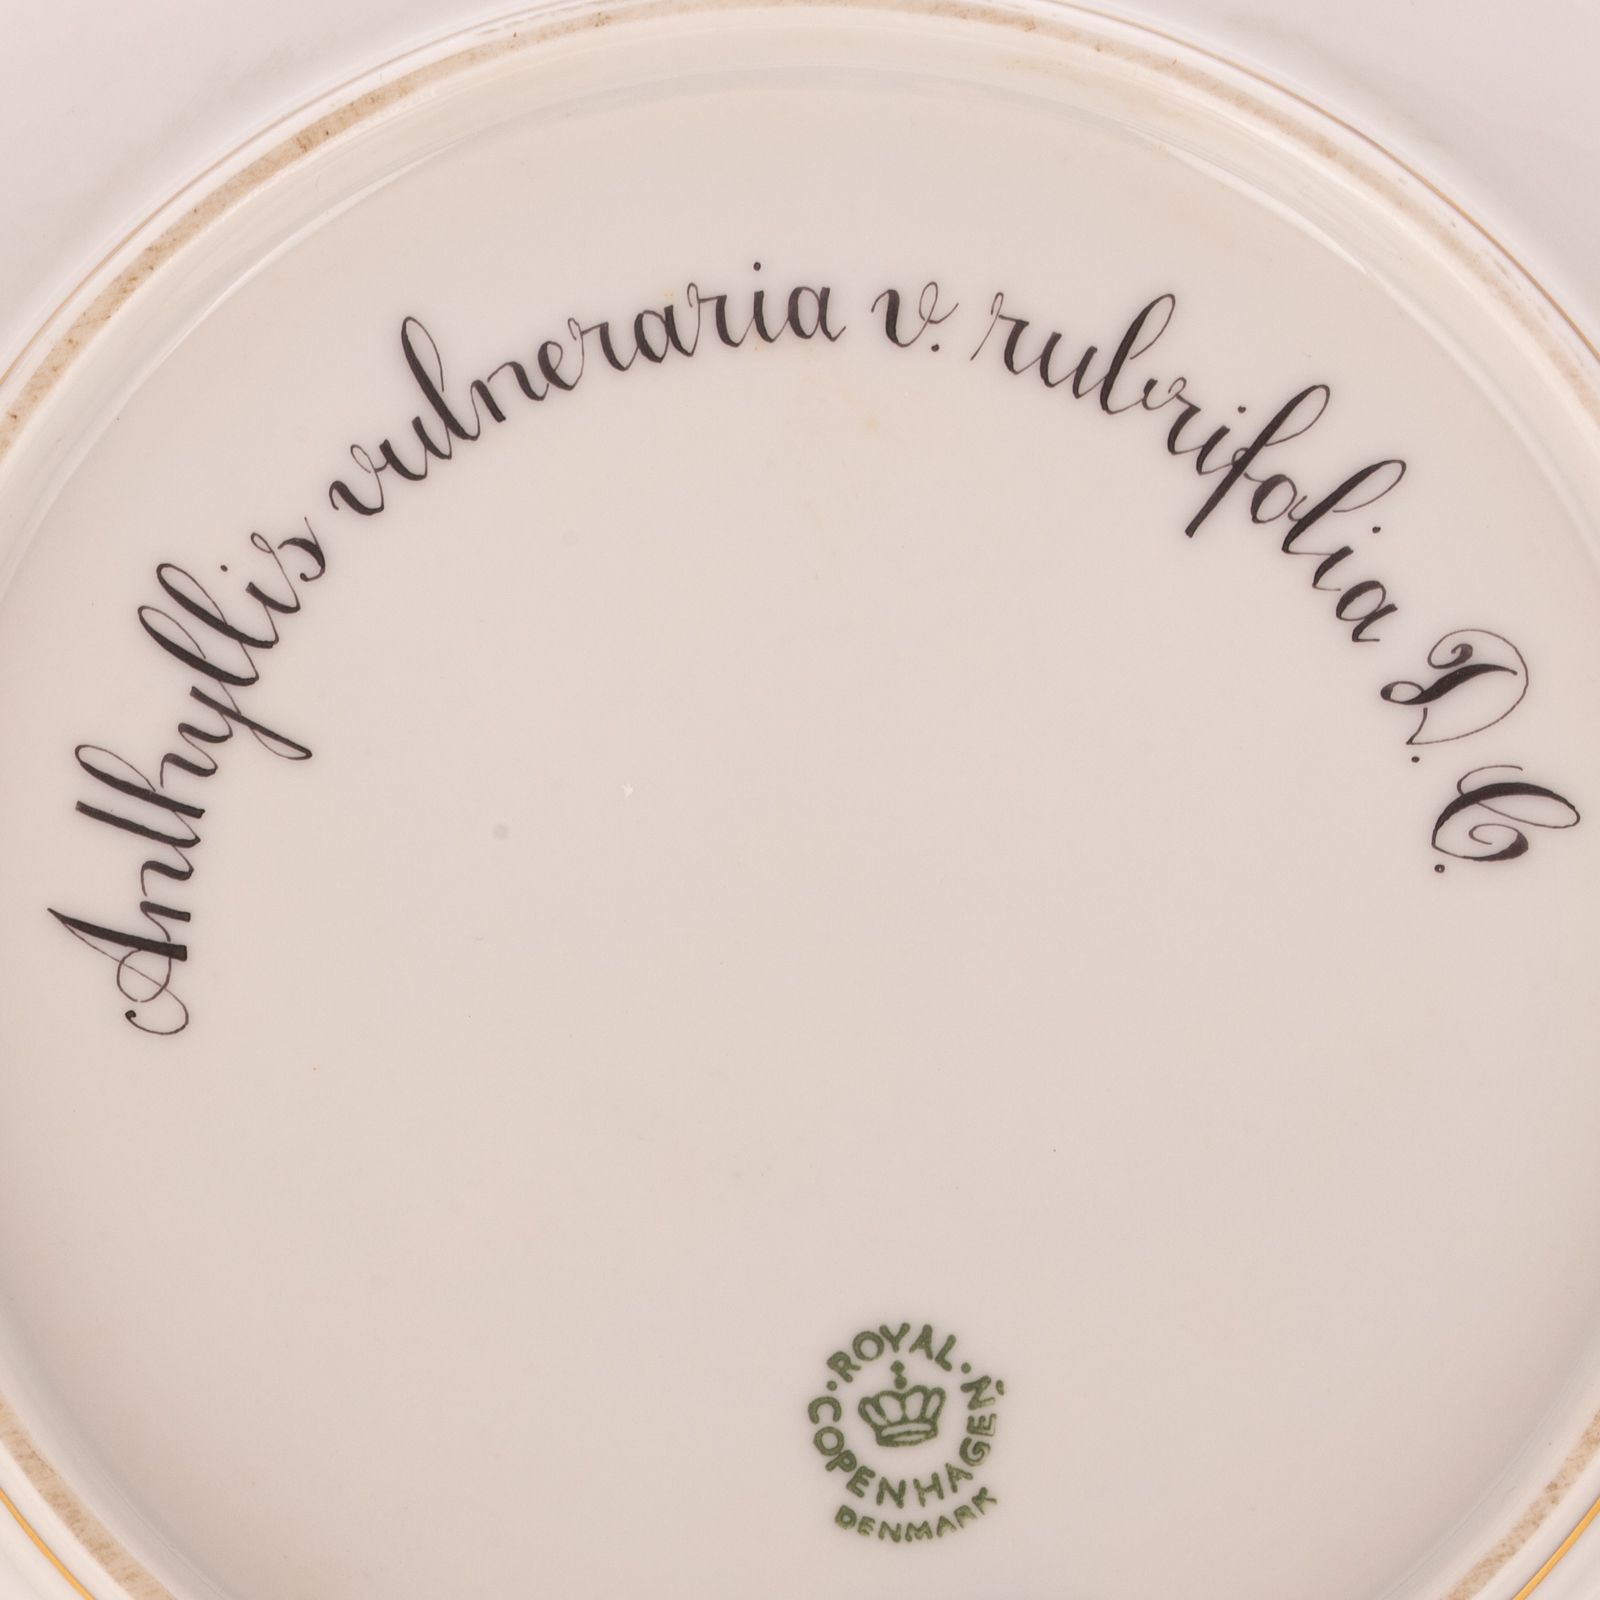 Anthyllis vulneraria v. rubrifolia D. C.
ROYAL
COPENHAGEN
DENMARK